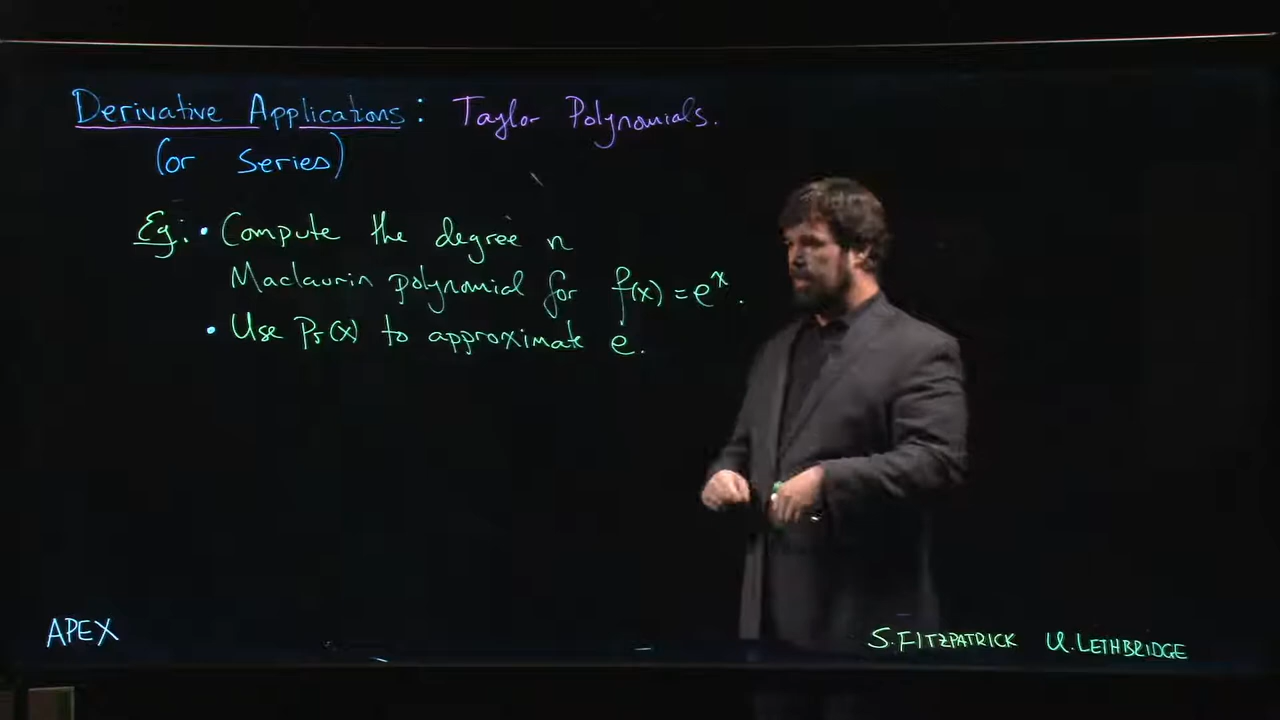 Derivative Applications: Taylor Polynomials.
(or Series)
Eg: • Compute the degree n
Maclaurin polynomial for f(x) = eˣ.
• Use P₅(x) to approximate e.
APEX
S.FITZPATRICK U.LETHBRIDGE